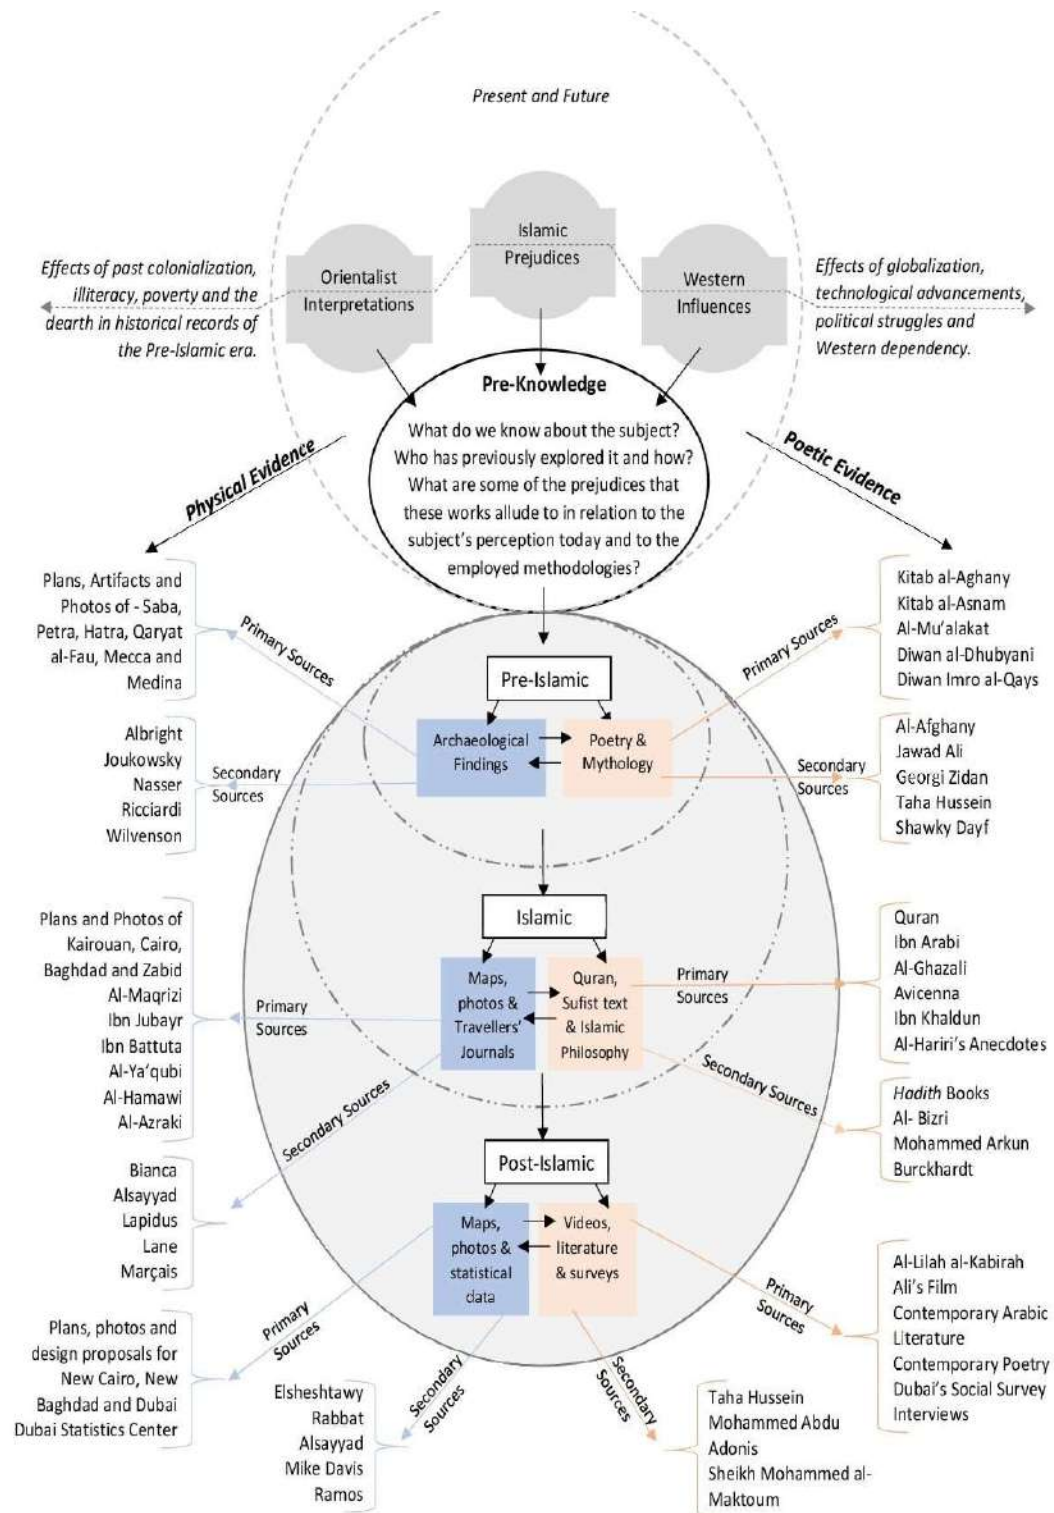 Present and Future
Islamic
Prejudices
Orientalist
Interpretations
Western
Influences
Effects of past colonialization,
illiteracy, poverty and the
dearth in historical records of
the Pre-Islamic era.
Effects of globalization,
technological advancements,
political struggles and
Western dependency.
Pre-Knowledge
What do we know about the subject?
Who has previously explored it and how?
What are some of the prejudices that
these works allude to in relation to the
subject's perception today and to the
employed methodologies?
Physical Evidence
Poetic Evidence
Plans, Artifacts and
Photos of - Saba,
Petra, Hatra, Qaryat
al-Fau, Mecca and
Medina
Primary Sources
Primary Sources
Kitab al-Aghany
Kitab al-Asnam
Al-Mu'alakat
Diwan al-Dhubyani
Diwan Imro al-Qays
Pre-Islamic
Archaeological
Findings
Poetry &
Mythology
Albright
Joukowsky
Nasser
Ricciardi
Wilvenson
Secondary
Sources
Secondary
Sources
Al-Afghany
Jawad Ali
Georgi Zidan
Taha Hussein
Shawky Dayf
Islamic
Maps,
photos &
Travellers'
Journals
Quran,
Sufist text
& Islamic
Philosophy
Plans and Photos of
Kairouan, Cairo,
Baghdad and Zabid
Al-Maqrizi
Ibn Jubayr
Ibn Battuta
Al-Ya'qubi
Al-Hamawi
Al-Azraki
Primary
Sources
Primary
Sources
Quran
Ibn Arabi
Al-Ghazali
Avicenna
Ibn Khaldun
Al-Hariri's Anecdotes
Secondary Sources
Secondary Sources
Hadith Books
Al- Bizri
Mohammed Arkun
Burckhardt
Bianca
Alsayyad
Lapidus
Lane
Marçais
Post-Islamic
Maps,
photos &
statistical
data
Videos,
literature
& surveys
Primary
Sources
Primary
Sources
Al-Lilah al-Kabirah
Ali's Film
Contemporary Arabic
Literature
Contemporary Poetry
Dubai's Social Survey
Interviews
Plans, photos and
design proposals for
New Cairo, New
Baghdad and Dubai
Dubai Statistics Center
Secondary
Sources
Secondary
Sources
Elsheshtawy
Rabbat
Alsayyad
Mike Davis
Ramos
Taha Hussein
Mohammed Abdu
Adonis
Sheikh Mohammed al-
Maktoum